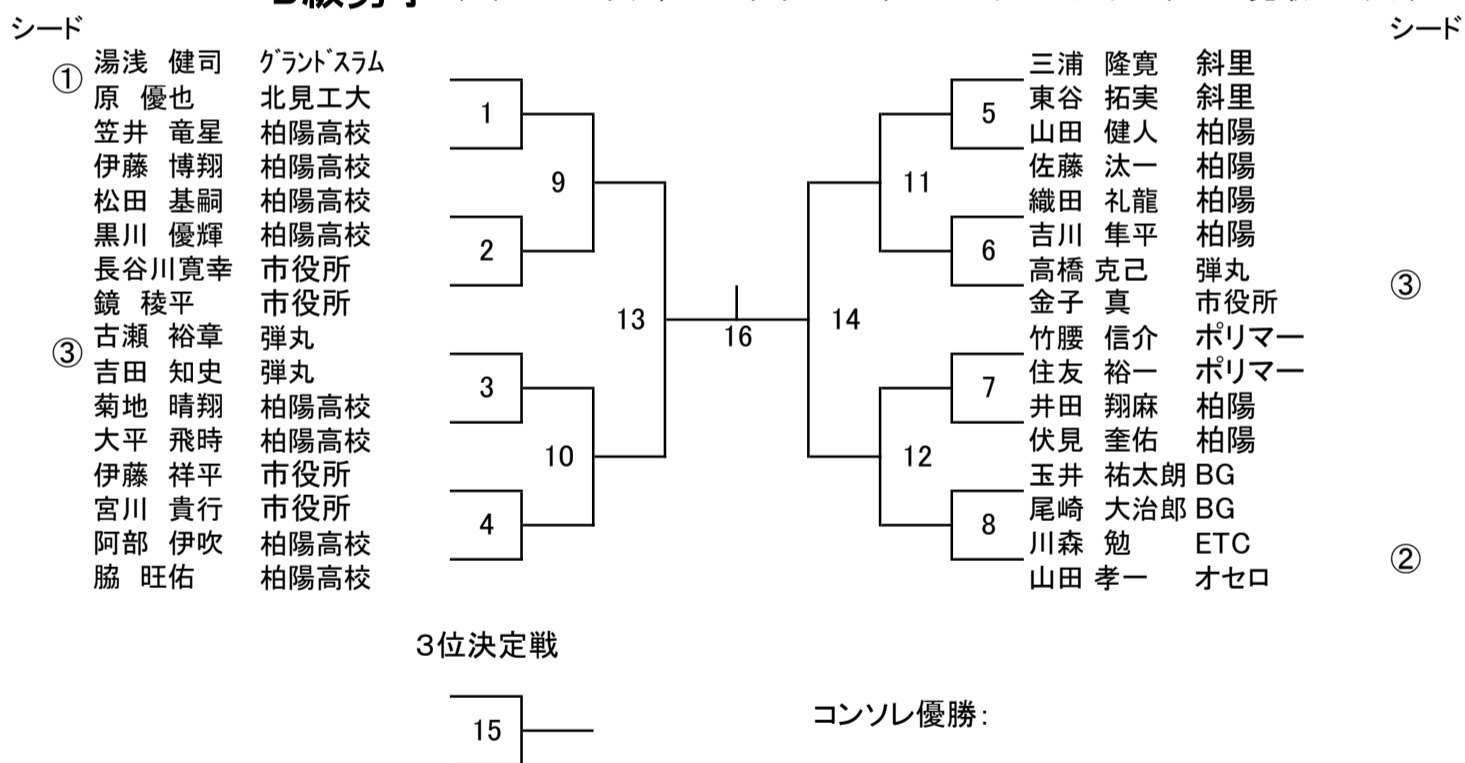 シード
シード
① 湯浅 健司 グランドスラム
原 優也 北見工大
笠井 竜星 柏陽高校
伊藤 博翔 柏陽高校
松田 基嗣 柏陽高校
黒川 優輝 柏陽高校
長谷川寛幸 市役所
鏡 稜平 市役所
③ 古瀬 裕章 弾丸
吉田 知史 弾丸
菊地 晴翔 柏陽高校
大平 飛時 柏陽高校
伊藤 祥平 市役所
宮川 貴行 市役所
阿部 伊吹 柏陽高校
脇 旺佑 柏陽高校
1
9
2
13
3
10
4
16
5
11
6
14
7
12
8
三浦 隆寛 斜里
東谷 拓実 斜里
山田 健人 柏陽
佐藤 汰一 柏陽
織田 礼龍 柏陽
吉川 隼平 柏陽
高橋 克己 弾丸 ③
金子 真 市役所
竹腰 信介 ポリマー
住友 裕一 ポリマー
井田 翔麻 柏陽
伏見 奎佑 柏陽
玉井 祐太朗 BG
尾崎 大治郎 BG
川森 勉 ETC ②
山田 孝一 オセロ
3位決定戦
15
コンソレ優勝: